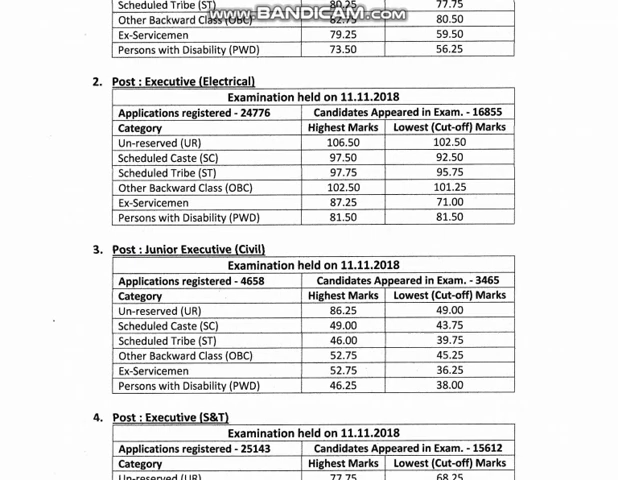 Scheduled Tribe (ST) 80.25 77.75
www.BANDICAM.com
Other Backward Class (OBC) 82.75 80.50
Ex-Servicemen 79.25 59.50
Persons with Disability (PWD) 73.50 56.25
2. Post : Executive (Electrical)
Examination held on 11.11.2018
Applications registered - 24776 Candidates Appeared in Exam. - 16855
Category Highest Marks Lowest (Cut-off) Marks
Un-reserved (UR) 106.50 102.50
Scheduled Caste (SC) 97.50 92.50
Scheduled Tribe (ST) 97.75 95.75
Other Backward Class (OBC) 102.50 101.25
Ex-Servicemen 87.25 71.00
Persons with Disability (PWD) 81.50 81.50
3. Post : Junior Executive (Civil)
Examination held on 11.11.2018
Applications registered - 4658 Candidates Appeared in Exam. - 3465
Category Highest Marks Lowest (Cut-off) Marks
Un-reserved (UR) 86.25 49.00
Scheduled Caste (SC) 49.00 43.75
Scheduled Tribe (ST) 46.00 39.75
Other Backward Class (OBC) 52.75 45.25
Ex-Servicemen 52.75 36.25
Persons with Disability (PWD) 46.25 38.00
4. Post : Executive (S&T)
Examination held on 11.11.2018
Applications registered - 25143 Candidates Appeared in Exam. - 15612
Category Highest Marks Lowest (Cut-off) Marks
Un-reserved (UR) 77.75 68.25